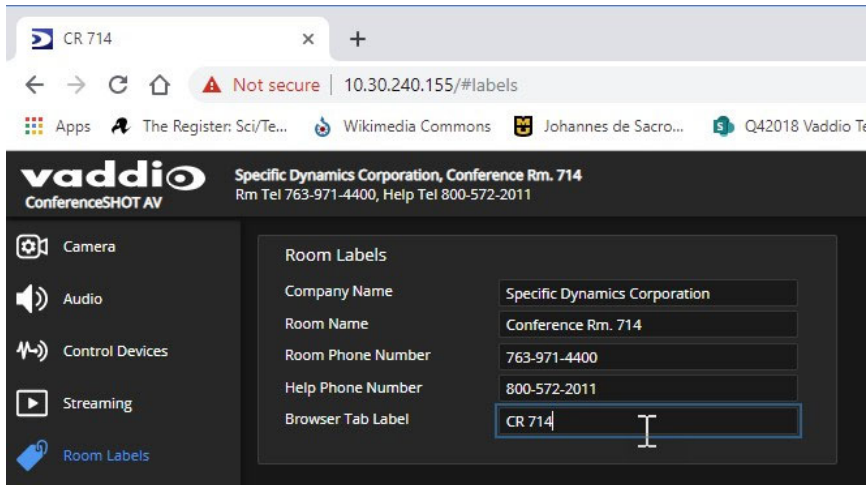 CR 714
Not secure | 10.30.240.155/#labels
Apps The Register: Sci/Te... Wikimedia Commons Johannes de Sacro... Q42018 Vaddio Te
vaddio
ConferenceSHOT AV
Specific Dynamics Corporation, Conference Rm. 714
Rm Tel 763-971-4400, Help Tel 800-572-2011
Camera
Audio
Control Devices
Streaming
Room Labels
Room Labels
Company Name Specific Dynamics Corporation
Room Name Conference Rm. 714
Room Phone Number 763-971-4400
Help Phone Number 800-572-2011
Browser Tab Label CR 714